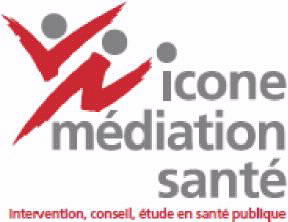 icone
médiation
santé
Intervention, conseil, étude en santé publique